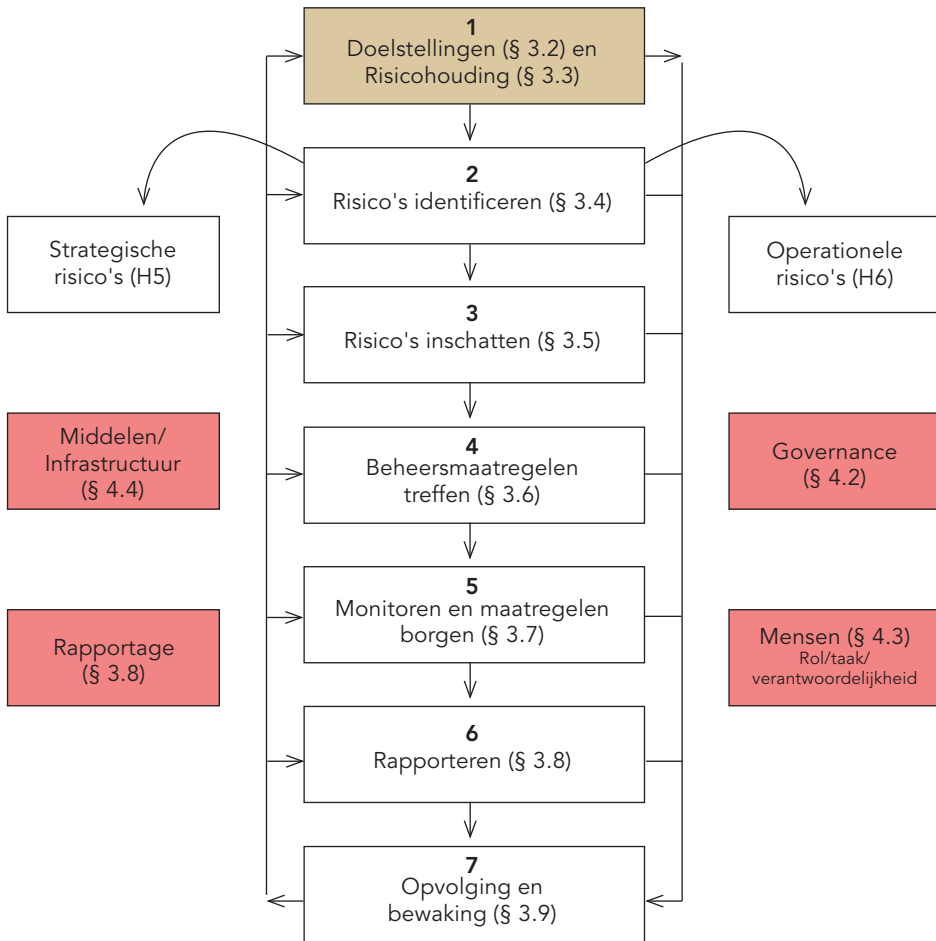 1
Doelstellingen (§ 3.2) en
Risicohouding (§ 3.3)
2
Risico's identificeren (§ 3.4)
Strategische
risico's (H5)
Operationele
risico's (H6)
3
Risico's inschatten (§ 3.5)
Middelen/
Infrastructuur
(§ 4.4)
4
Beheersmaatregelen
treffen (§ 3.6)
Governance
(§ 4.2)
5
Monitoren en maatregelen
borgen (§ 3.7)
Rapportage
(§ 3.8)
Mensen (§ 4.3)
Rol/taak/
verantwoordelijkheid
6
Rapporteren (§ 3.8)
7
Opvolging en
bewaking (§ 3.9)